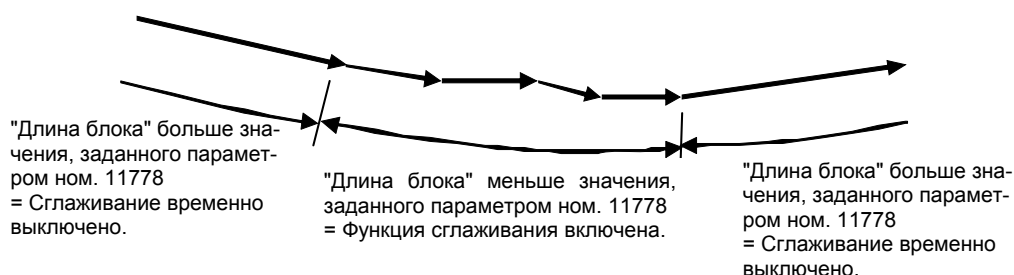 "Длина блока" больше зна-
чения, заданного парамет-
ром ном. 11778
= Сглаживание временно
выключено.
"Длина блока" меньше значения,
заданного параметром ном. 11778
= Функция сглаживания включена.
"Длина блока" больше зна-
чения, заданного парамет-
ром ном. 11778
= Сглаживание временно
выключено.